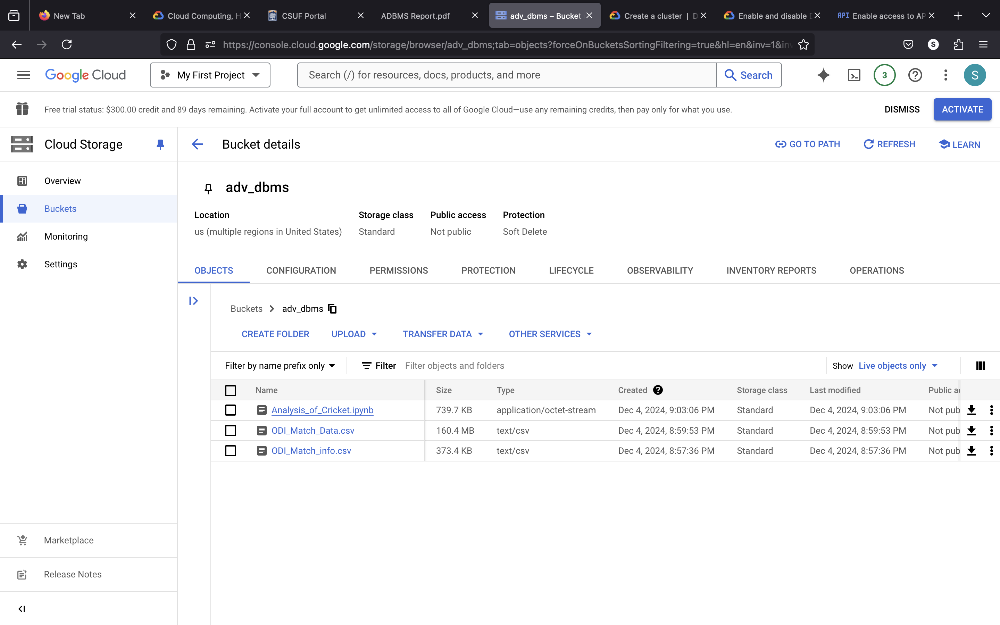 New Tab
Cloud Computing, H
CSUF Portal
ADBMS Report.pdf
adv_dbms – Bucket
Create a cluster | D
Enable and disable D
API Enable access to AP
https://console.cloud.google.com/storage/browser/adv_dbms;tab=objects?forceOnBucketsSortingFiltering=true&hl=en&inv=1&inv
S
Google Cloud
My First Project
Search (/) for resources, docs, products, and more
Search
3
S
Free trial status: $300.00 credit and 89 days remaining. Activate your full account to get unlimited access to all of Google Cloud—use any remaining credits, then pay only for what you use.
DISMISS
ACTIVATE
Cloud Storage
Overview
Buckets
Monitoring
Settings
Marketplace
Release Notes
Bucket details
GO TO PATH
REFRESH
LEARN
adv_dbms
Location Storage class Public access Protection
us (multiple regions in United States) Standard Not public Soft Delete
OBJECTS CONFIGURATION PERMISSIONS PROTECTION LIFECYCLE OBSERVABILITY INVENTORY REPORTS OPERATIONS
Buckets adv_dbms
CREATE FOLDER UPLOAD TRANSFER DATA OTHER SERVICES
Filter by name prefix only Filter Filter objects and folders Show Live objects only
Name Size Type Created Storage class Last modified Public a
Analysis_of_Cricket.ipynb 739.7 KB application/octet-stream Dec 4, 2024, 9:03:06 PM Standard Dec 4, 2024, 9:03:06 PM Not pub
ODI_Match_Data.csv 160.4 MB text/csv Dec 4, 2024, 8:59:53 PM Standard Dec 4, 2024, 8:59:53 PM Not pub
ODI_Match_info.csv 373.4 KB text/csv Dec 4, 2024, 8:57:36 PM Standard Dec 4, 2024, 8:57:36 PM Not pub